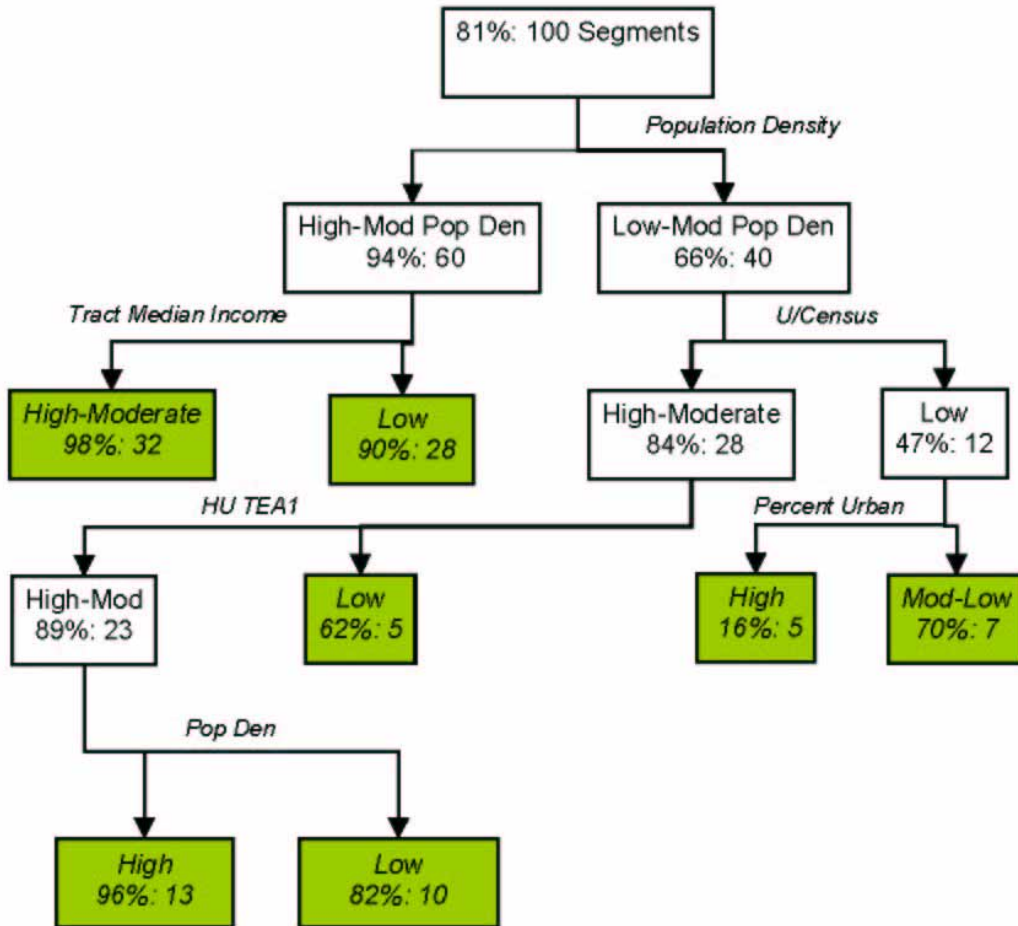 81%: 100 Segments
Population Density
High-Mod Pop Den
94%: 60
Low-Mod Pop Den
66%: 40
Tract Median Income
U/Census
High-Moderate
98%: 32
Low
90%: 28
High-Moderate
84%: 28
Low
47%: 12
HU TEA1
Percent Urban
High-Mod
89%: 23
Low
62%: 5
High
16%: 5
Mod-Low
70%: 7
Pop Den
High
96%: 13
Low
82%: 10